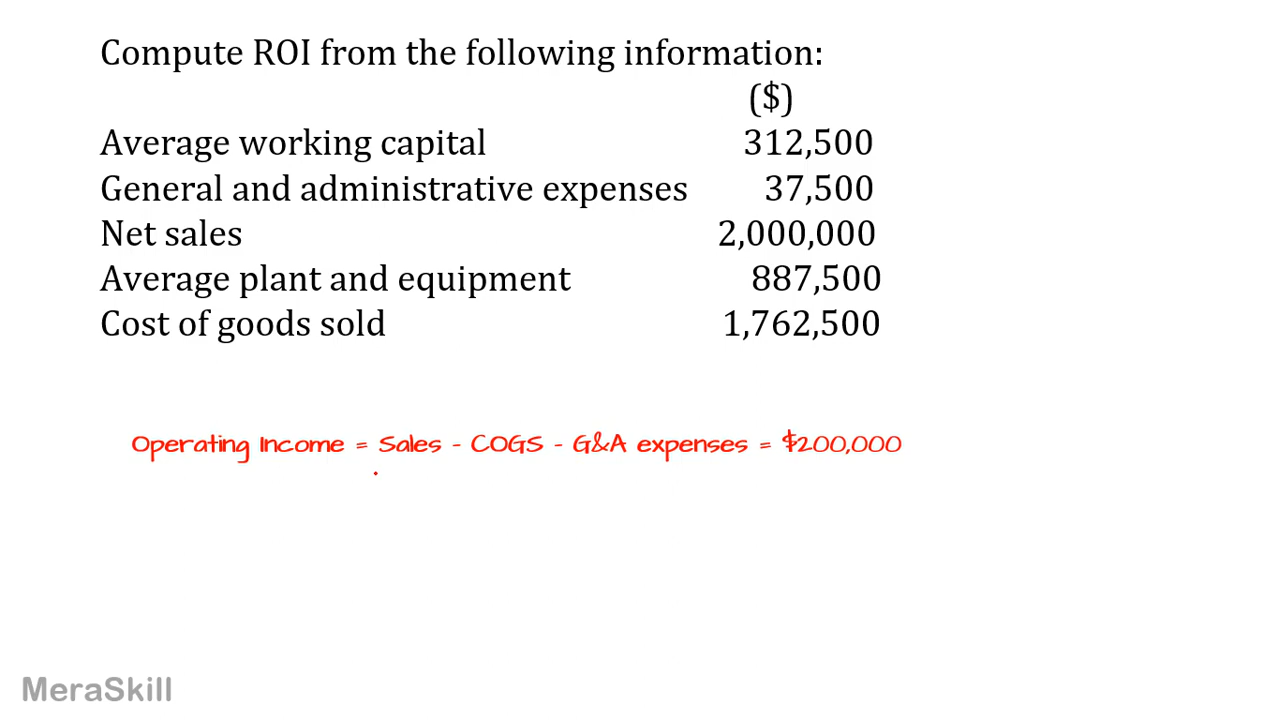 Compute ROI from the following information:
($)
Average working capital 312,500
General and administrative expenses 37,500
Net sales 2,000,000
Average plant and equipment 887,500
Cost of goods sold 1,762,500
Operating Income = Sales - COGS - G&A expenses = $200,000
MeraSkill